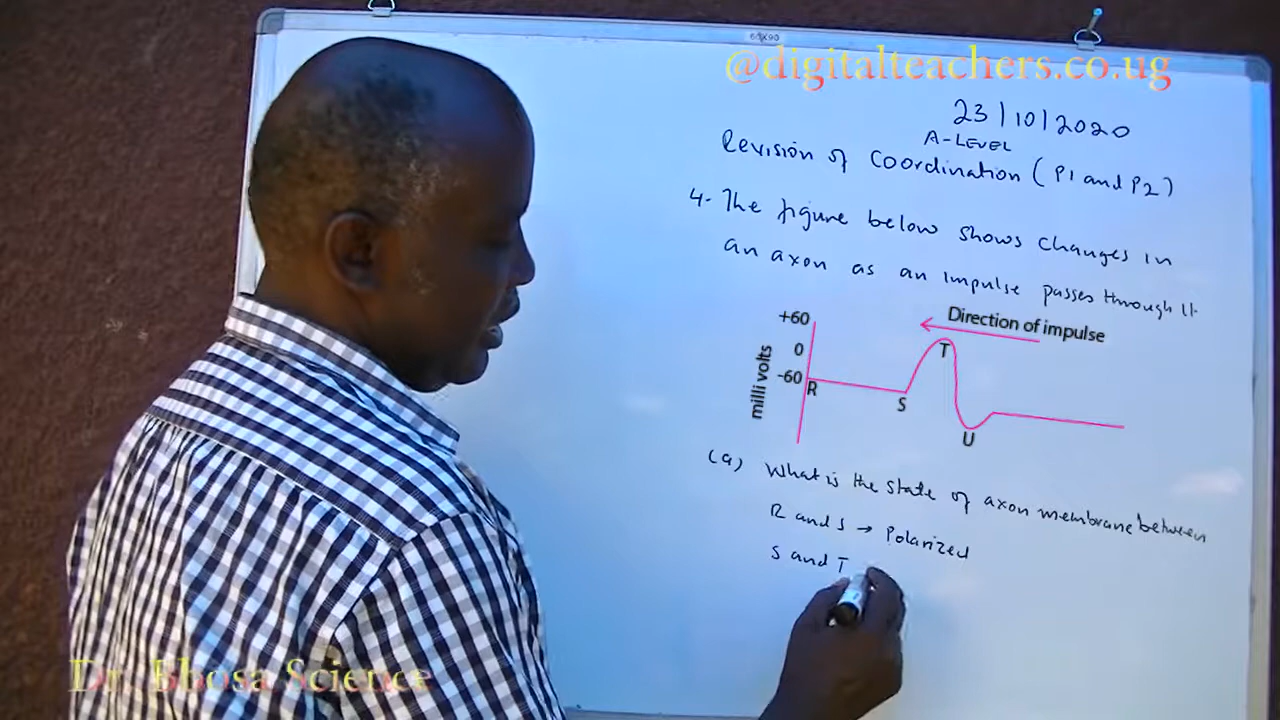 60x90
@digitalteachers.co.ug
23/10/2020
A-LEVEL
Revision of Coordination (P1 and P2)
4. The figure below shows changes in
an axon as an impulse passes through it
Direction of impulse
+60
0
-60
milli volts
R
S
T
U
(a) What is the state of axon membrane between
R and S → Polarized
S and T
Dr. Bbosa Science